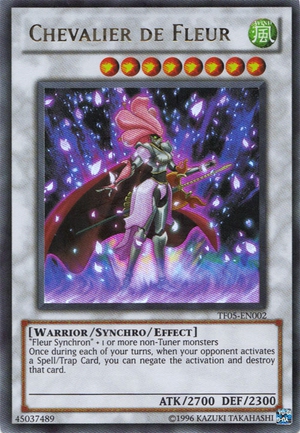 CHEVALIER DE FLEUR
WIND
風
TF05-EN002
[WARRIOR/SYNCHRO/EFFECT]
"Fleur Synchron" + 1 or more non-Tuner monsters
Once during each of your turns, when your opponent activates
a Spell/Trap Card, you can negate the activation and destroy
that card.
ATK/2700 DEF/2300
45037489
©1996 KAZUKI TAKAHASHI